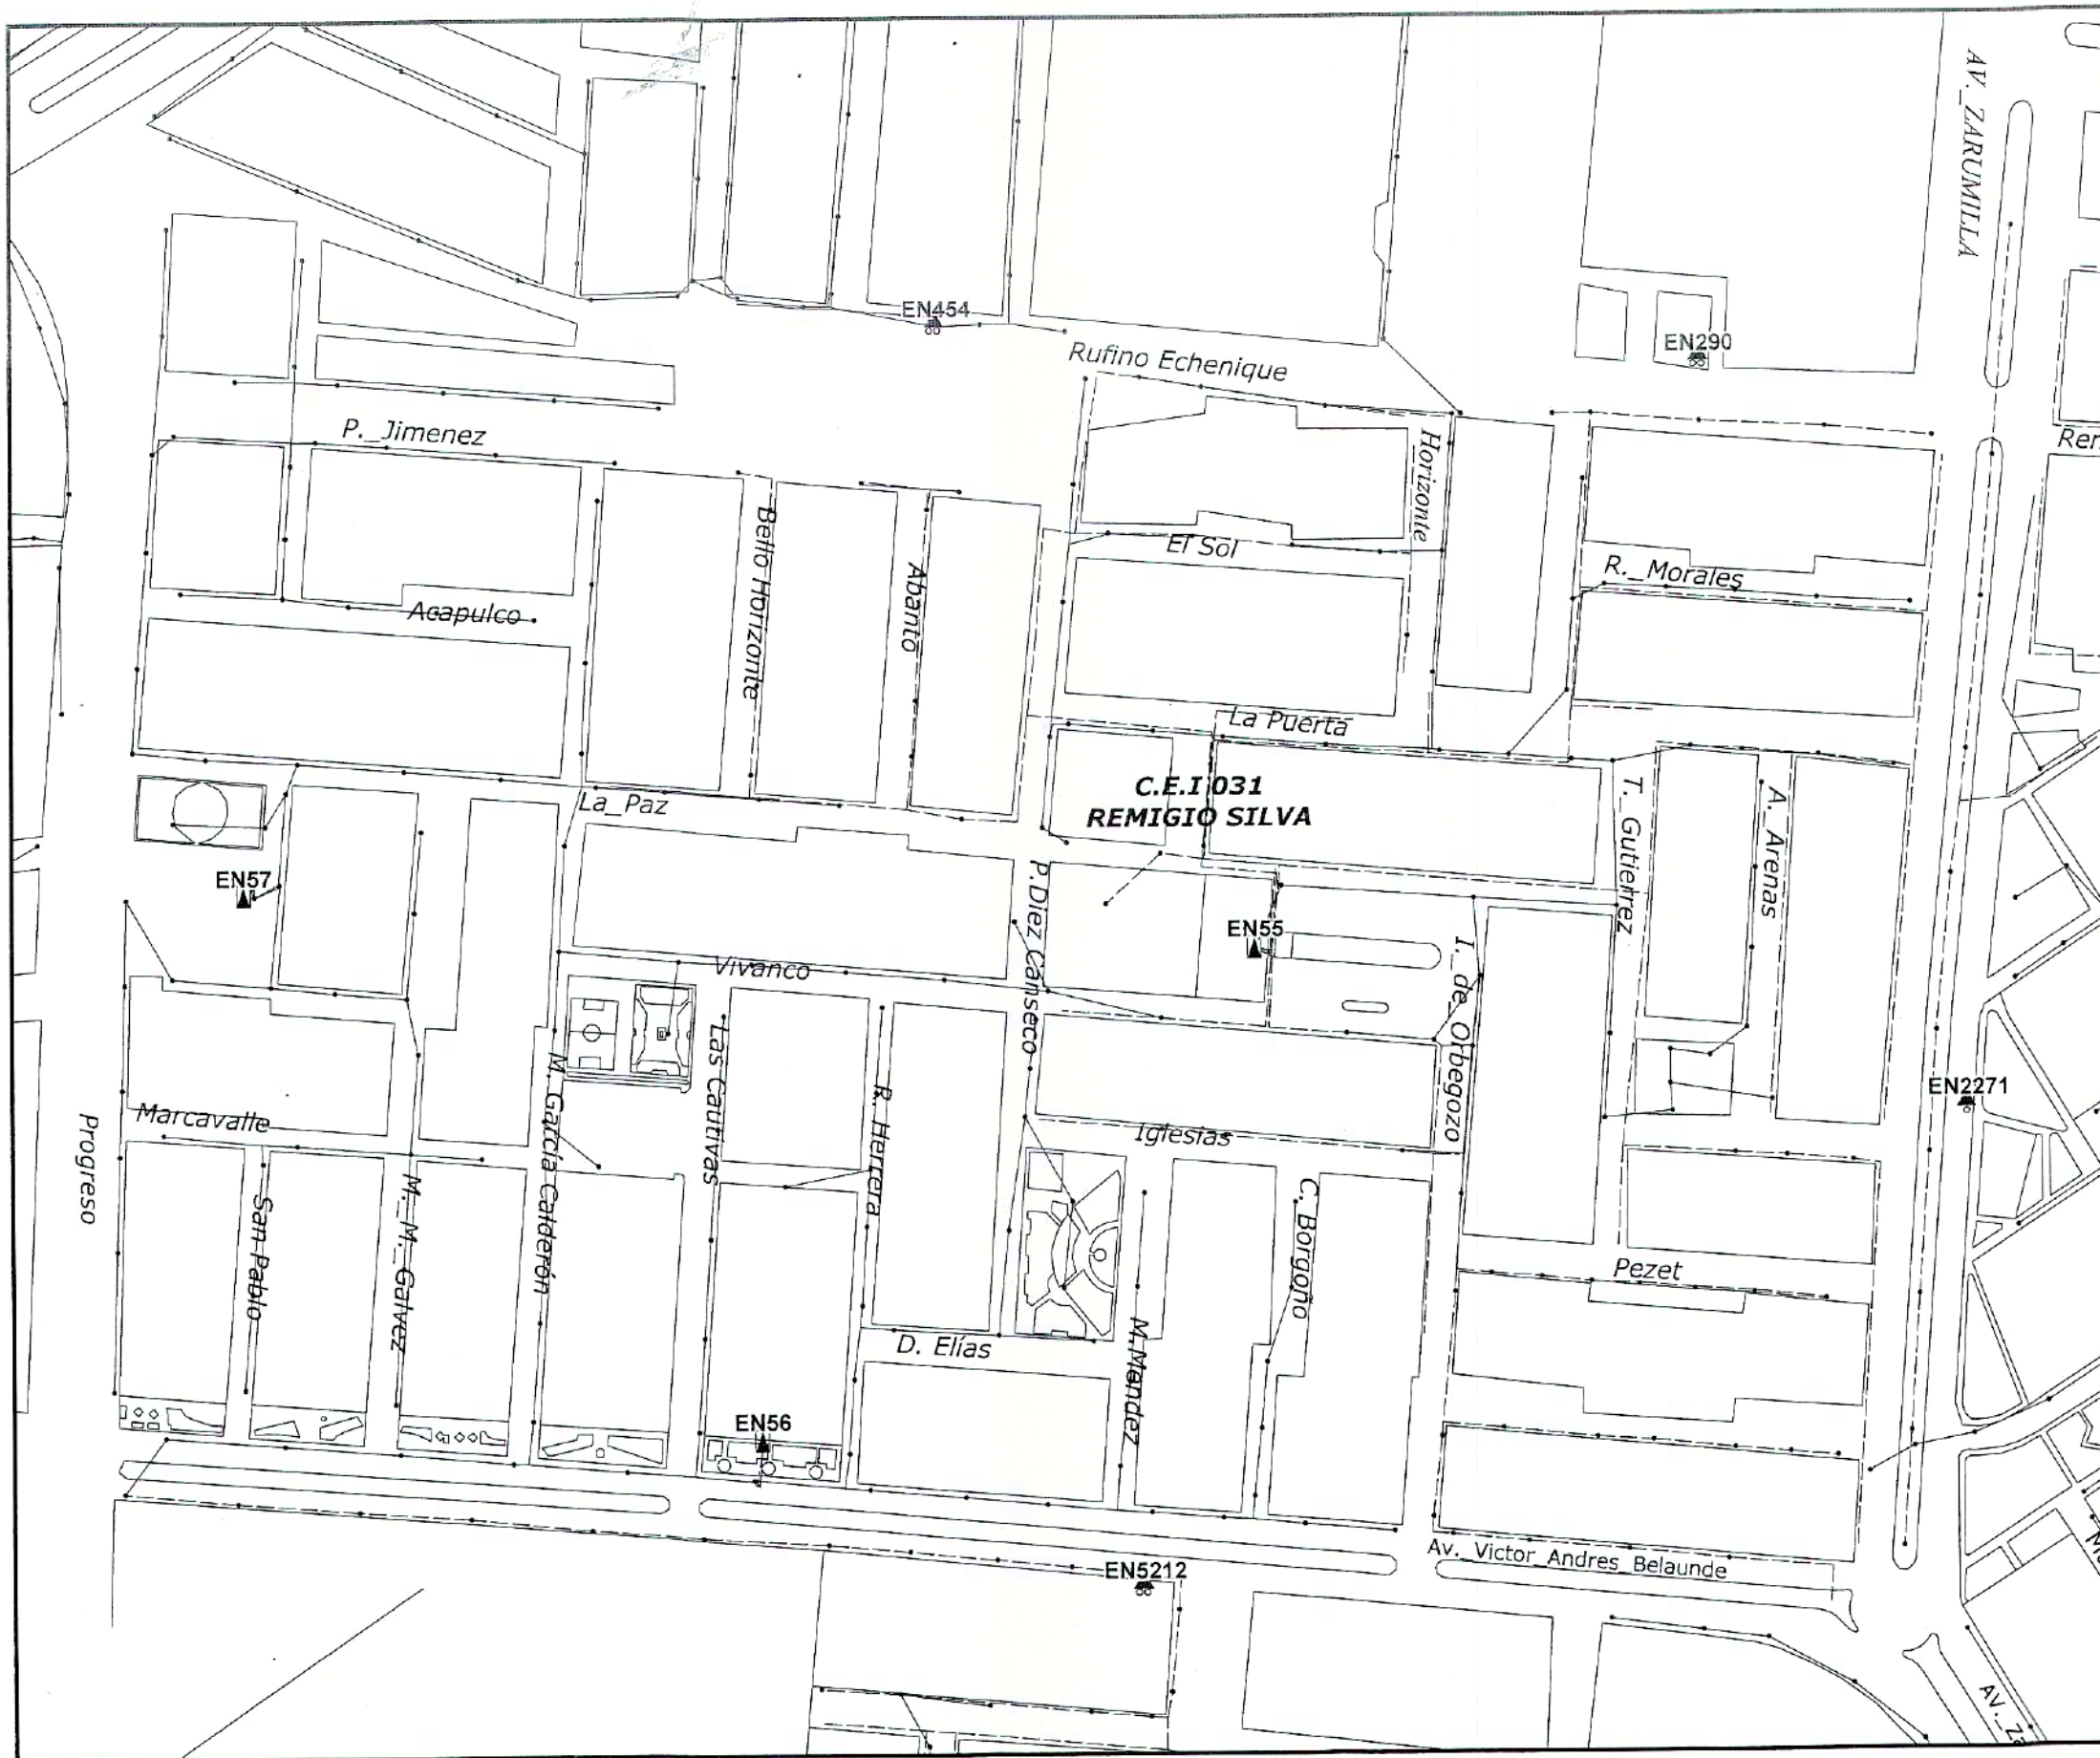 AV._ZARUMILLA
EN454
EN290
Rufino Echenique
P._Jimenez
Horizonte
Rer
Bello Horizonte
El Sol
Abanto
R._Morales
Acapulco
La Puerta
C.E.I 031
REMIGIO SILVA
La_Paz
T._Gutierrez
A._Arenas
EN57
P.Diez Canseco
EN55
I._de_Orbegozo
Vivanco
Las Cautivas
M. García Calderón
R. Herrera
EN2271
Marcavalle
Progreso
Iglesias
San Pablo
M._M._Galvez
C. Borgoño
Pezet
M.Mendez
D. Elías
EN56
Av._Victor_Andres_Belaunde
EN5212
AV._Z